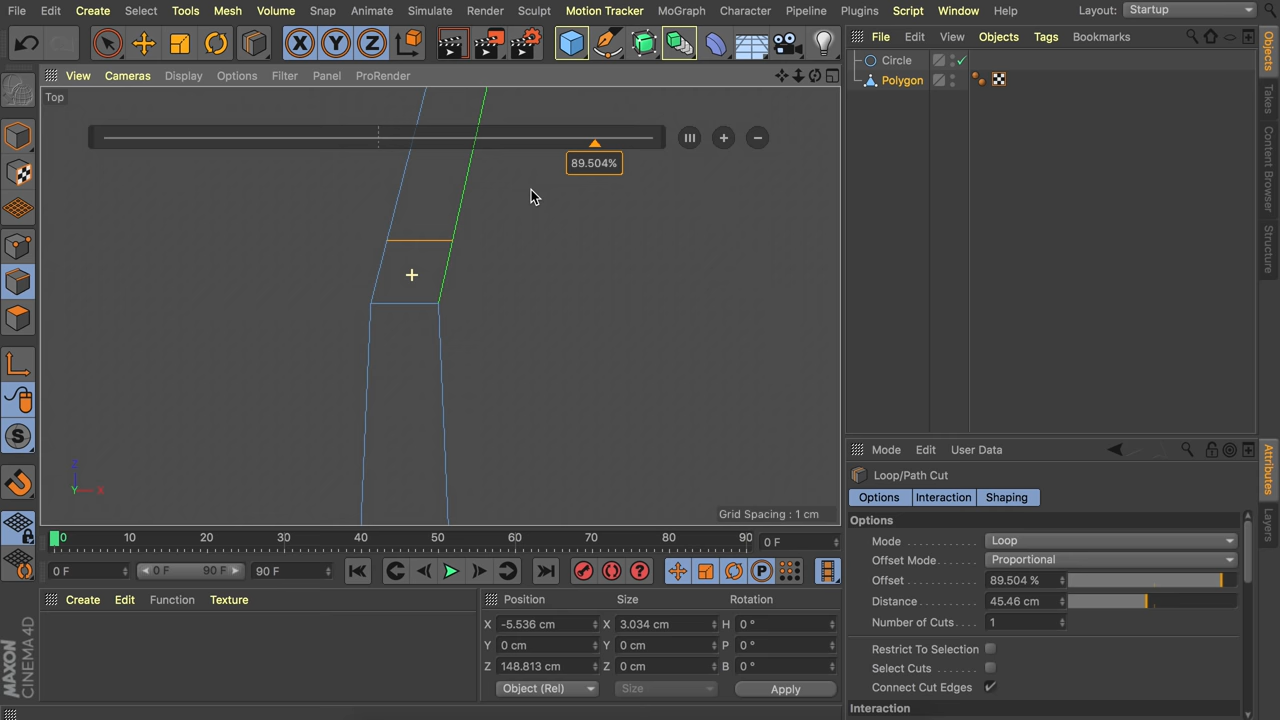 File Edit Create Select Tools Mesh Volume Snap Animate Simulate Render Sculpt Motion Tracker MoGraph Character Pipeline Plugins Script Window Help Layout: Startup
X Y Z
View Cameras Display Options Filter Panel ProRender
Top
89.504%
Z
Y X
Grid Spacing : 1 cm
S
0 10 20 30 40 50 60 70 80 90 0 F
0 F 0 F 90 F 90 F P
Create Edit Function Texture
MAXON
CINEMA4D
Position Size Rotation
X -5.536 cm X 3.034 cm H 0 °
Y 0 cm Y 0 cm P 0 °
Z 148.813 cm Z 0 cm B 0 °
Object (Rel) Size Apply
File Edit View Objects Tags Bookmarks
Circle
Polygon
Objects
Takes
Content Browser
Structure
Mode Edit User Data
Loop/Path Cut
Options Interaction Shaping
Options
Mode Loop
Offset Mode Proportional
Offset 89.504 %
Distance 45.46 cm
Number of Cuts 1
Restrict To Selection
Select Cuts
Connect Cut Edges
Interaction
Attributes
Layers